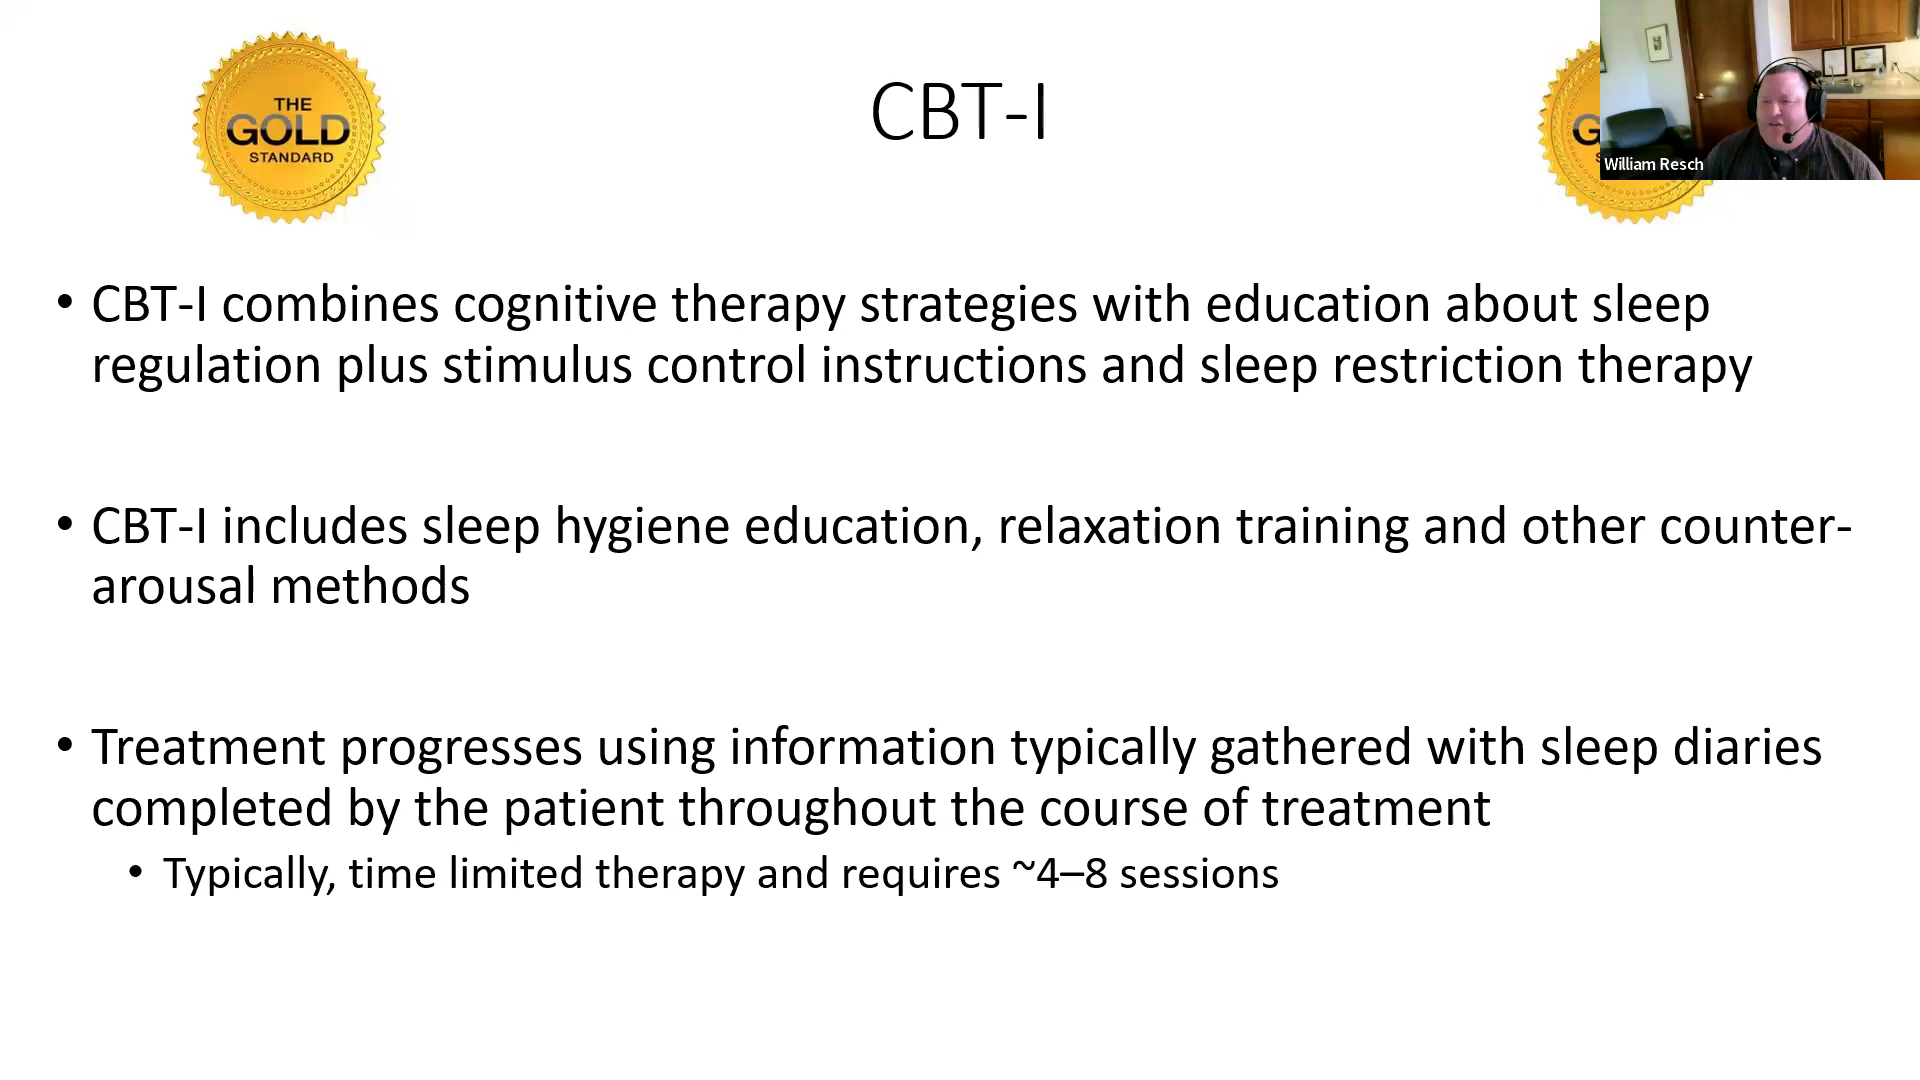 THE
GOLD
STANDARD
CBT-I
G
William Resch
• CBT-I combines cognitive therapy strategies with education about sleep
regulation plus stimulus control instructions and sleep restriction therapy
• CBT-I includes sleep hygiene education, relaxation training and other counter-
arousal methods
• Treatment progresses using information typically gathered with sleep diaries
completed by the patient throughout the course of treatment
• Typically, time limited therapy and requires ~4–8 sessions